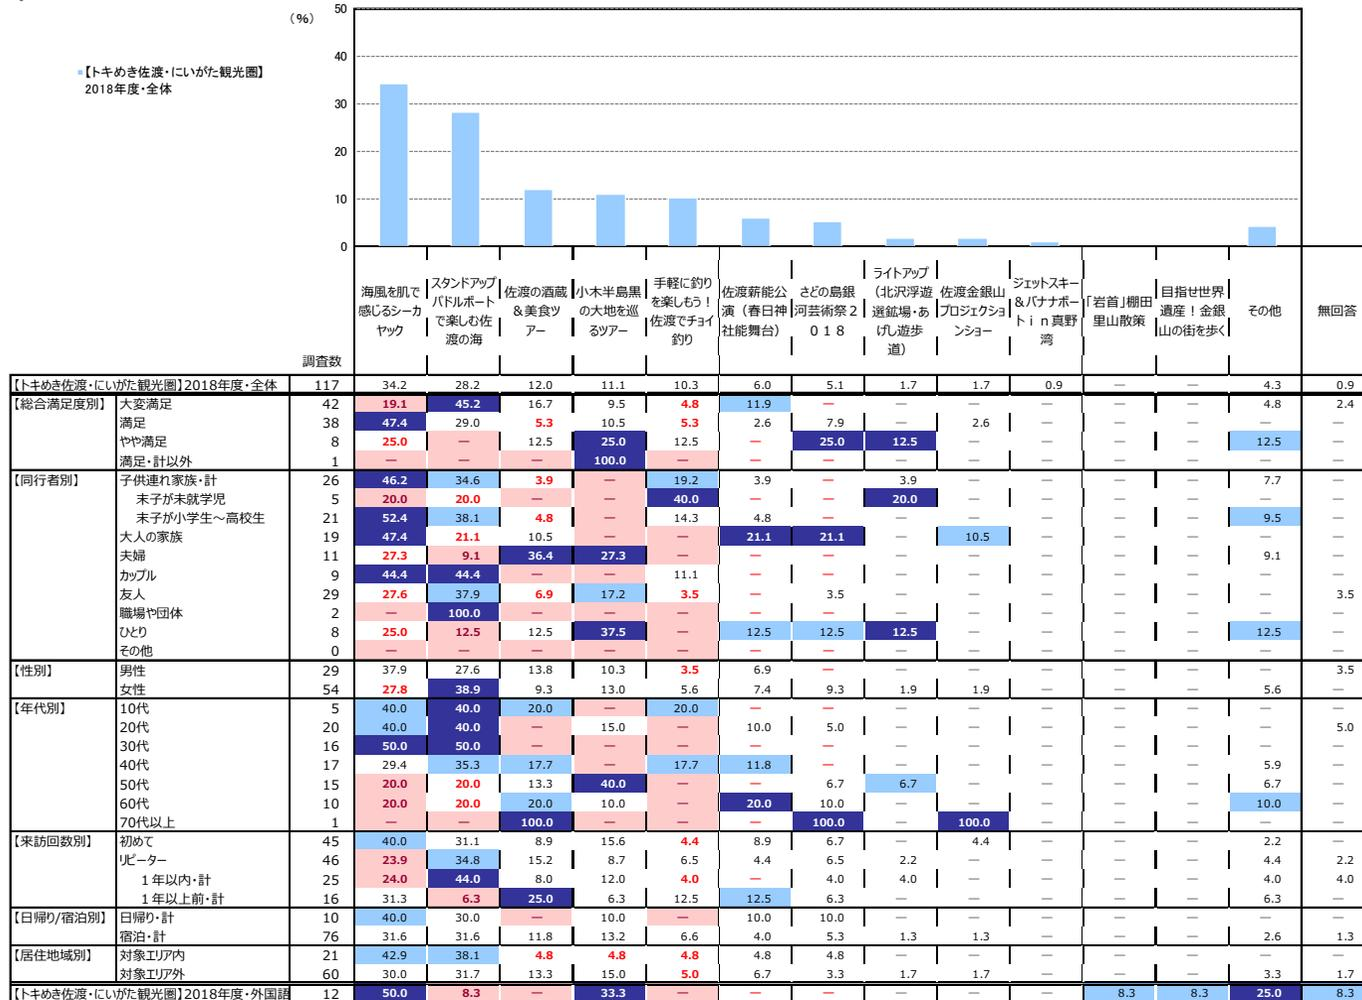 (%)
50
40
30
20
10
0
【トキめき佐渡・にいがた観光圏】
2018年度・全体
海風を肌で感じるシーカヤック
スタンドアップパドルボートで楽しむ佐渡の海
佐渡の酒蔵&美食ツアー
小木半島黒の大地を巡るツアー
手軽に釣りを楽しもう!佐渡でチョイ釣り
佐渡薪能公演(春日神社能舞台)
さどの島銀河芸術祭2018
ライトアップ(北沢浮遊選鉱場・あげし遊歩道)
佐渡金銀山プロジェクションショー
ジェットスキー&バナナボートin真野湾
「岩首」棚田里山散策
目指せ世界遺産!金銀山の街を歩く
その他
無回答
調査数
【トキめき佐渡・にいがた観光圏】2018年度・全体 117 34.2 28.2 12.0 11.1 10.3 6.0 5.1 1.7 1.7 0.9 — — 4.3 0.9
【総合満足度別】 大変満足 42 19.1 45.2 16.7 9.5 4.8 11.9 — — — — — — 4.8 2.4
満足 38 47.4 29.0 5.3 10.5 5.3 2.6 7.9 — 2.6 — — — — —
やや満足 8 25.0 — 12.5 25.0 12.5 — 25.0 12.5 — — — — 12.5 —
満足・計以外 1 — — — 100.0 — — — — — — — — — —
【同行者別】 子供連れ家族・計 26 46.2 34.6 3.9 — 19.2 3.9 — 3.9 — — — — 7.7 —
末子が未就学児 5 20.0 20.0 — — 40.0 — — 20.0 — — — — — —
末子が小学生~高校生 21 52.4 38.1 4.8 — 14.3 4.8 — — — — — — 9.5 —
大人の家族 19 47.4 21.1 10.5 — — 21.1 21.1 — 10.5 — — — — —
夫婦 11 27.3 9.1 36.4 27.3 — — — — — — — — 9.1 —
カップル 9 44.4 44.4 — — 11.1 — — — — — — — — —
友人 29 27.6 37.9 6.9 17.2 3.5 — 3.5 — — — — — — 3.5
職場や団体 2 — 100.0 — — — — — — — — — — — —
ひとり 8 25.0 12.5 12.5 37.5 — 12.5 12.5 12.5 — — — — 12.5 —
その他 0 — — — — — — — — — — — — — —
【性別】 男性 29 37.9 27.6 13.8 10.3 3.5 6.9 — — — — — — — 3.5
女性 54 27.8 38.9 9.3 13.0 5.6 7.4 9.3 1.9 1.9 — — — 5.6 —
【年代別】 10代 5 40.0 40.0 20.0 — 20.0 — — — — — — — — —
20代 20 40.0 40.0 — 15.0 — 10.0 5.0 — — — — — — 5.0
30代 16 50.0 50.0 — — — — — — — — — — — —
40代 17 29.4 35.3 17.7 — 17.7 11.8 — — — — — — 5.9 —
50代 15 20.0 20.0 13.3 40.0 — — 6.7 6.7 — — — — 6.7 —
60代 10 20.0 20.0 20.0 10.0 — 20.0 10.0 — — — — — 10.0 —
70代以上 1 — — 100.0 — — — 100.0 — 100.0 — — — — —
【来訪回数別】 初めて 45 40.0 31.1 8.9 15.6 4.4 8.9 6.7 — 4.4 — — — 2.2 —
リピーター 46 23.9 34.8 15.2 8.7 6.5 4.4 6.5 2.2 — — — — 4.4 2.2
1年以内・計 25 24.0 44.0 8.0 12.0 4.0 — 4.0 4.0 — — — — 4.0 4.0
1年以上前・計 16 31.3 6.3 25.0 6.3 12.5 12.5 6.3 — — — — — 6.3 —
【日帰り/宿泊別】 日帰り・計 10 40.0 30.0 — 10.0 — 10.0 10.0 — — — — — — —
宿泊・計 76 31.6 31.6 11.8 13.2 6.6 4.0 5.3 1.3 1.3 — — — 2.6 1.3
【居住地域別】 対象エリア内 21 42.9 38.1 4.8 4.8 4.8 4.8 4.8 — — — — — — —
対象エリア外 60 30.0 31.7 13.3 15.0 5.0 6.7 3.3 1.7 1.7 — — — 3.3 1.7
【トキめき佐渡・にいがた観光圏】2018年度・外国語 12 50.0 8.3 — 33.3 — — — — — — 8.3 8.3 25.0 8.3